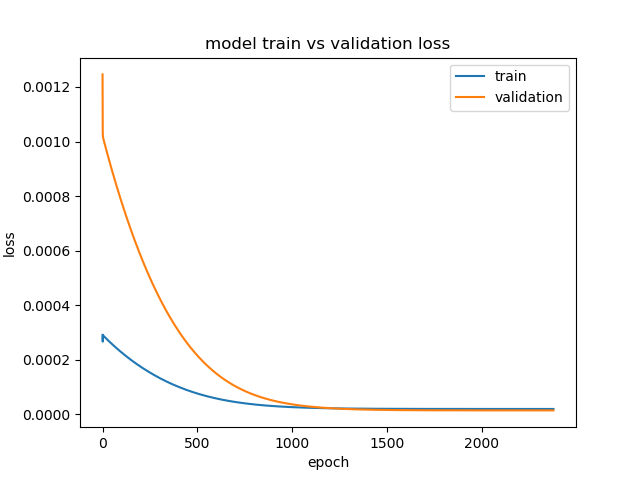 model train vs validation loss
train
validation
0.0012
0.0010
0.0008
0.0006
0.0004
0.0002
0.0000
loss
0 500 1000 1500 2000
epoch